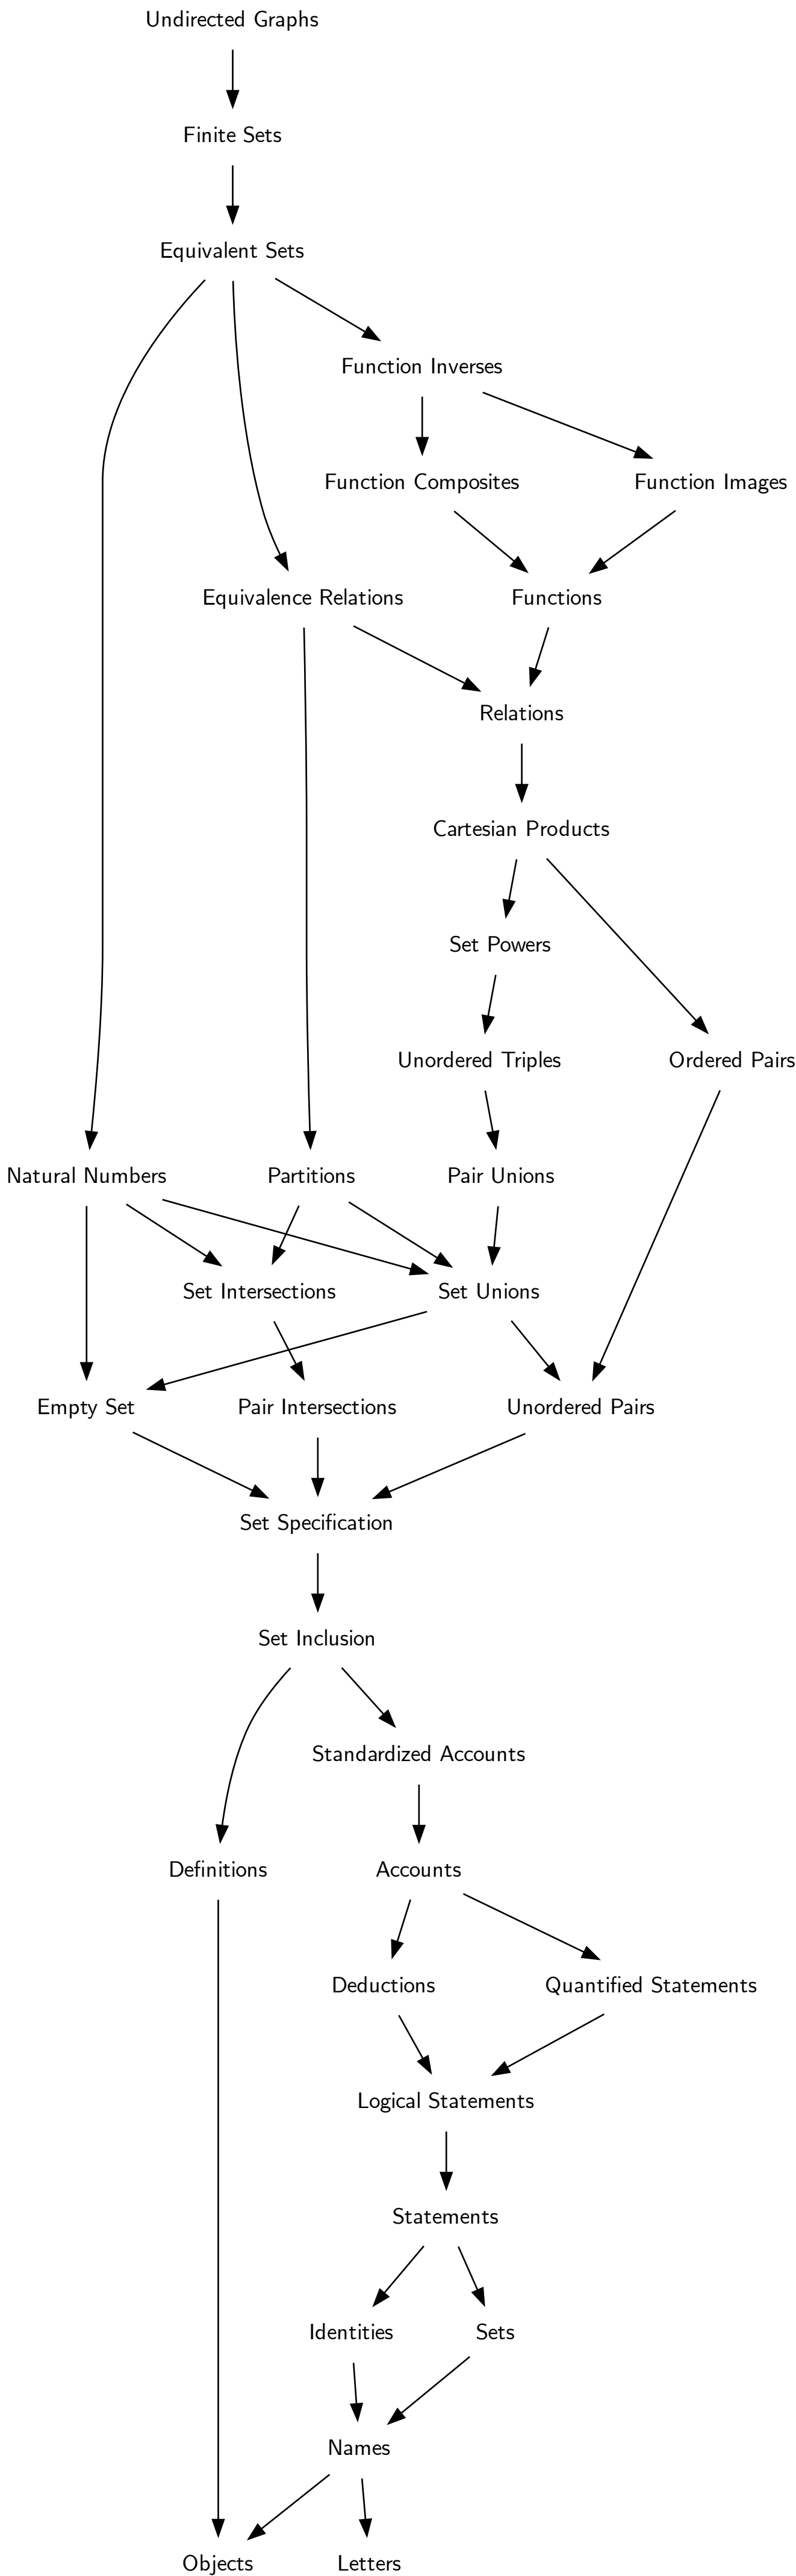 Undirected Graphs
Finite Sets
Equivalent Sets
Function Inverses
Function Composites
Function Images
Equivalence Relations
Functions
Relations
Cartesian Products
Set Powers
Unordered Triples
Ordered Pairs
Natural Numbers
Partitions
Pair Unions
Set Intersections
Set Unions
Empty Set
Pair Intersections
Unordered Pairs
Set Specification
Set Inclusion
Standardized Accounts
Definitions
Accounts
Deductions
Quantified Statements
Logical Statements
Statements
Identities
Sets
Names
Objects
Letters